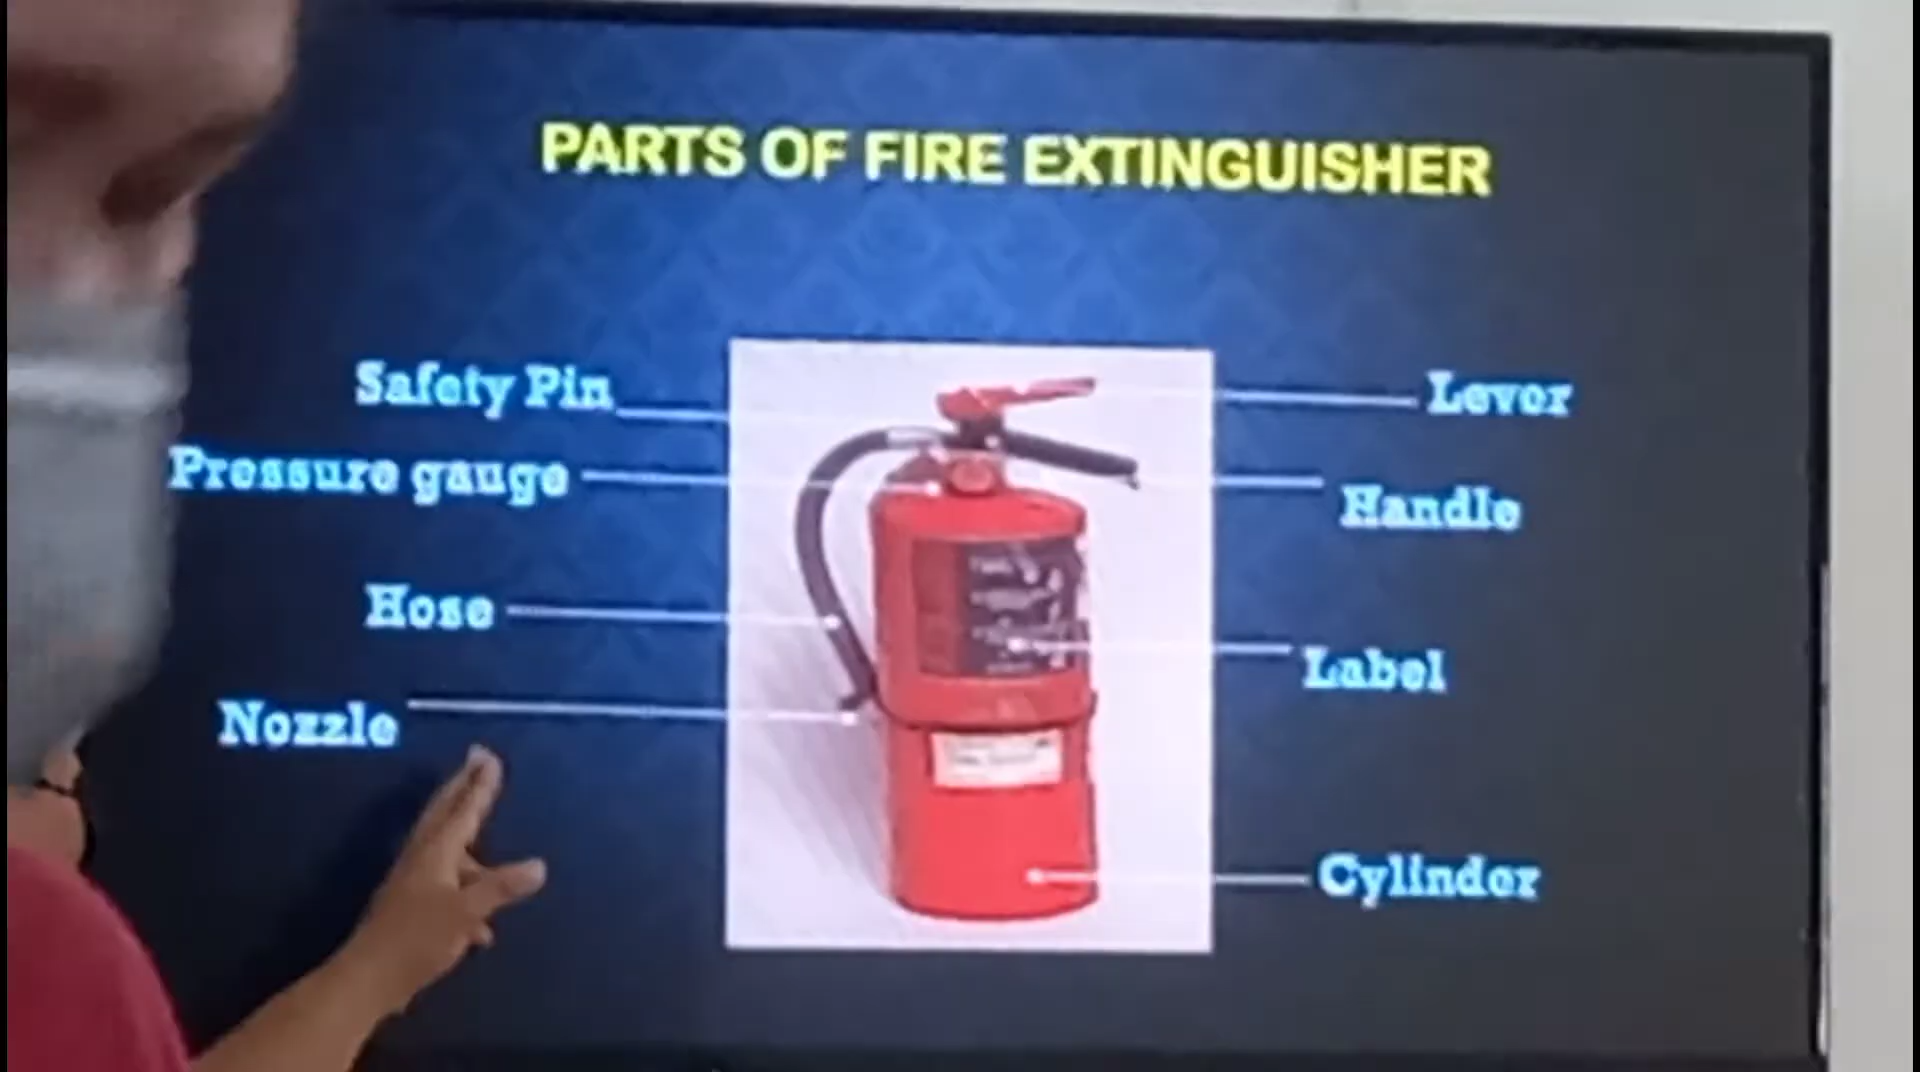 PARTS OF FIRE EXTINGUISHER
Safety Pin
Lever
Pressure gauge
Handle
Hose
Label
Nozzle
Cylinder